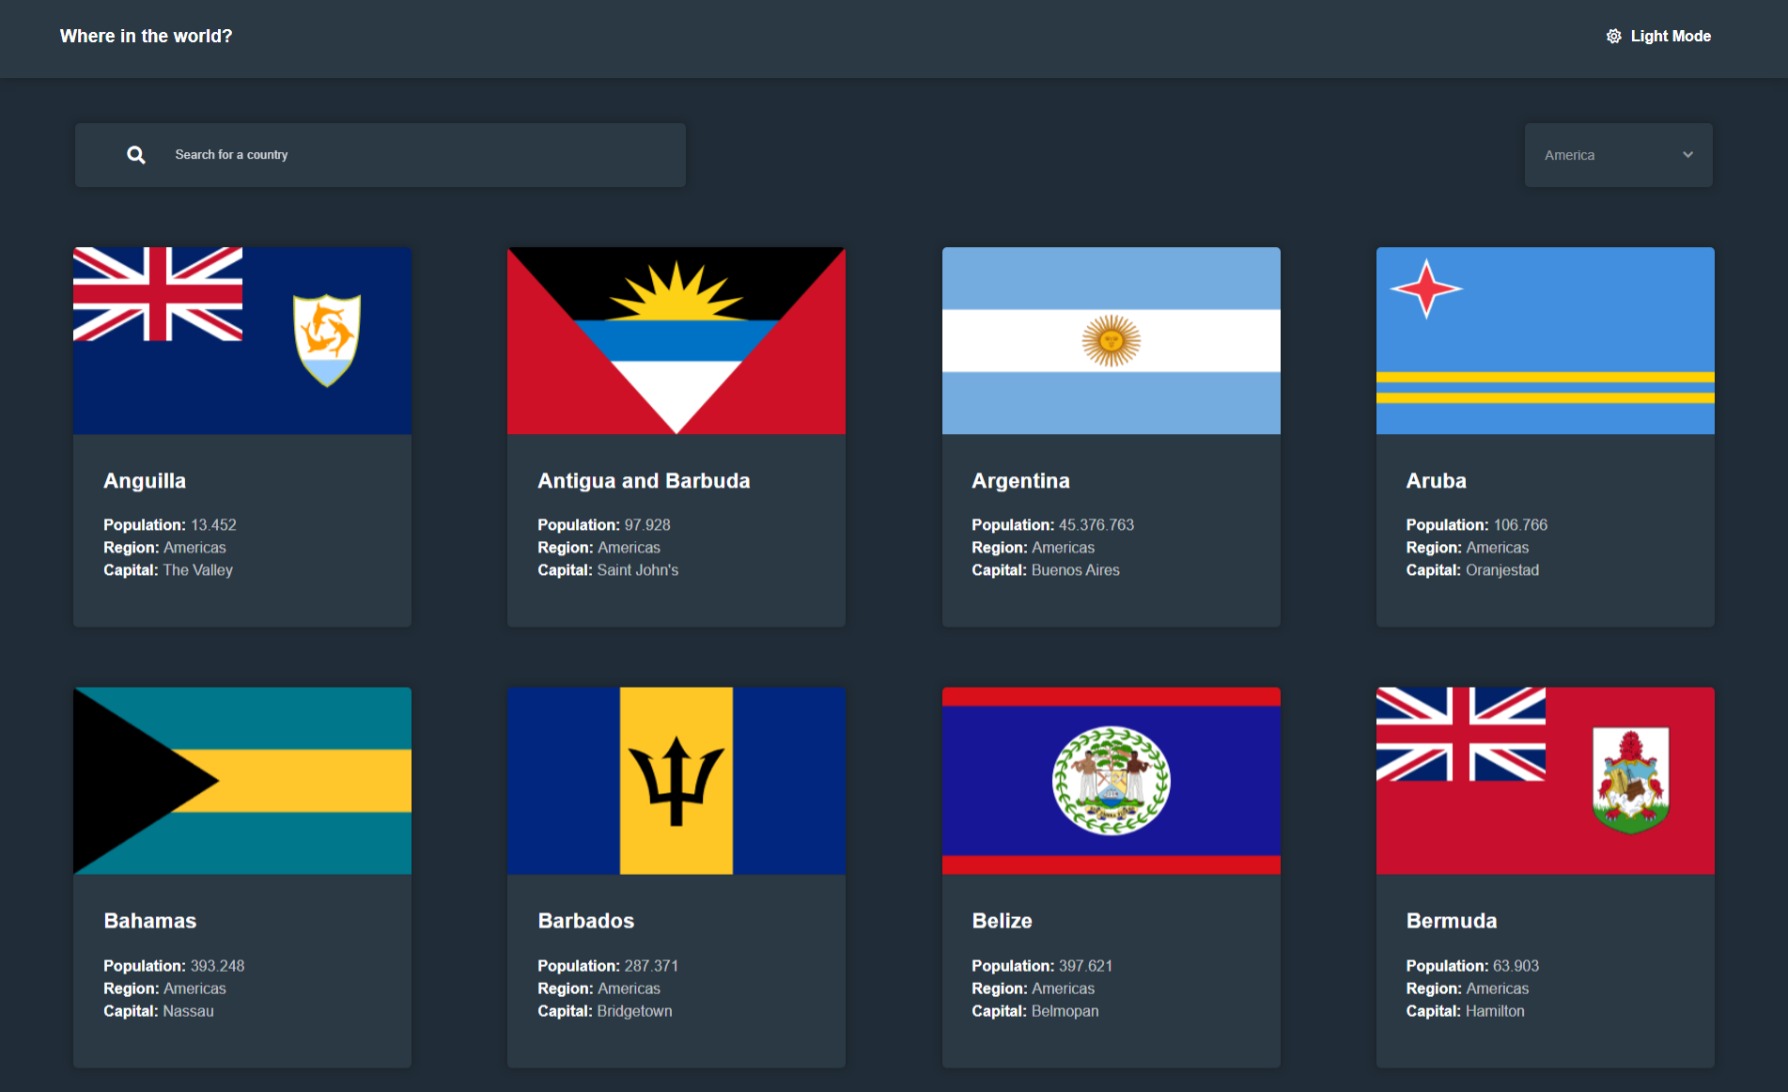 Where in the world?
Light Mode
Search for a country
America
Anguilla
Population: 13.452
Region: Americas
Capital: The Valley
Antigua and Barbuda
Population: 97.928
Region: Americas
Capital: Saint John's
Argentina
Population: 45.376.763
Region: Americas
Capital: Buenos Aires
Aruba
Population: 106.766
Region: Americas
Capital: Oranjestad
Bahamas
Population: 393.248
Region: Americas
Capital: Nassau
Barbados
Population: 287.371
Region: Americas
Capital: Bridgetown
Belize
Population: 397.621
Region: Americas
Capital: Belmopan
Bermuda
Population: 63.903
Region: Americas
Capital: Hamilton